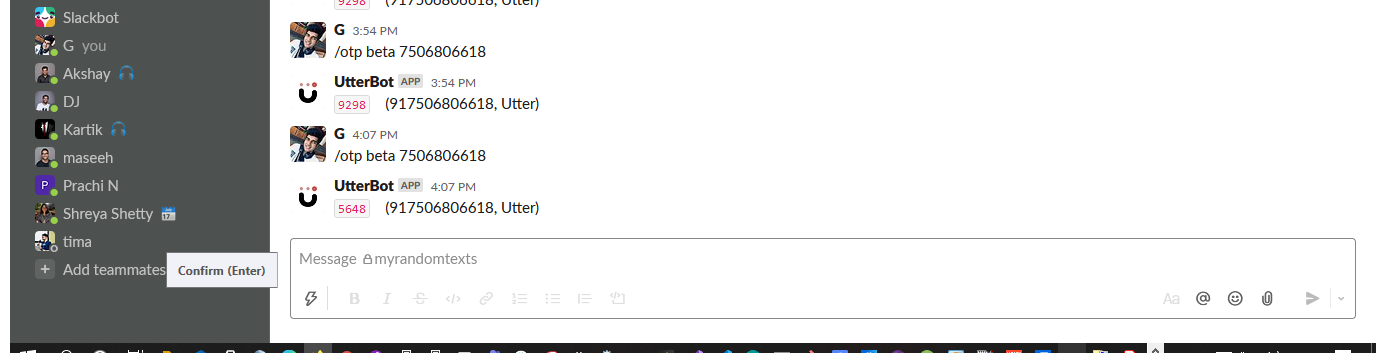 Slackbot
G you
Akshay
DJ
Kartik
maseeh
P Prachi N
Shreya Shetty 17
tima
+ Add teammates
Confirm (Enter)
9298 (917506806618, Utter)
G 3:54 PM
/otp beta 7506806618
UtterBot APP 3:54 PM
9298 (917506806618, Utter)
G 4:07 PM
/otp beta 7506806618
UtterBot APP 4:07 PM
5648 (917506806618, Utter)
Message myrandomtexts
B I S </> Aa @